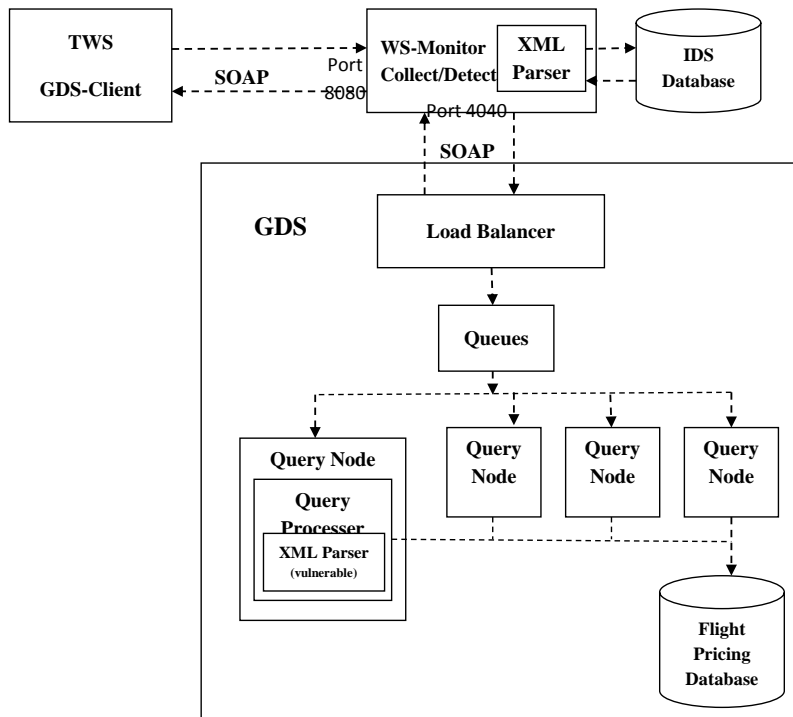 TWS
GDS-Client
SOAP
Port
8080
WS-Monitor
Collect/Detect
XML
Parser
IDS
Database
Port 4040
SOAP
GDS
Load Balancer
Queues
Query Node
Query
Processer
XML Parser
(vulnerable)
Query
Node
Query
Node
Query
Node
Flight
Pricing
Database